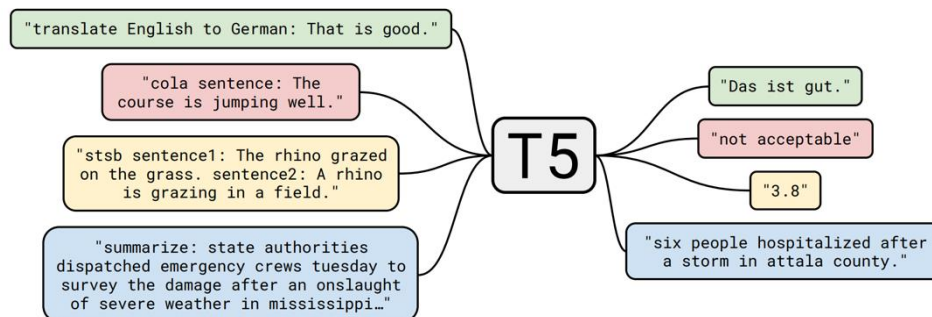 "translate English to German: That is good."
"cola sentence: The
course is jumping well."
"stsb sentence1: The rhino grazed
on the grass. sentence2: A rhino
is grazing in a field."
"summarize: state authorities
dispatched emergency crews tuesday to
survey the damage after an onslaught
of severe weather in mississippi…"
T5
"Das ist gut."
"not acceptable"
"3.8"
"six people hospitalized after
a storm in attala county."